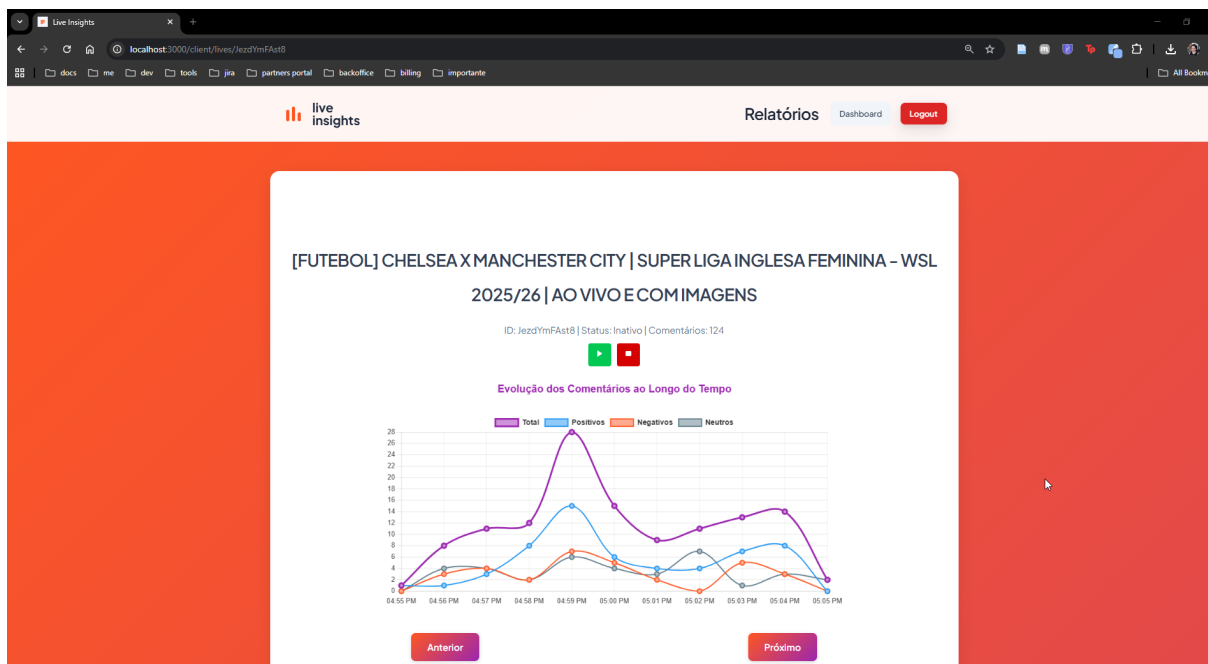 Live Insights
localhost:3000/client/lives/JezdYmFAst8
docs me dev tools jira partners portal backoffice billing importante All Bookm
live
insights
Relatórios Dashboard Logout
[FUTEBOL] CHELSEA X MANCHESTER CITY | SUPER LIGA INGLESA FEMININA - WSL
2025/26 | AO VIVO E COM IMAGENS
ID: JezdYmFAst8 | Status: Inativo | Comentários: 124
Evolução dos Comentários ao Longo do Tempo
Total Positivos Negativos Neutros
28
26
24
22
20
18
16
14
12
10
8
6
4
2
0
04:55 PM 04:56 PM 04:57 PM 04:58 PM 04:59 PM 05:00 PM 05:01 PM 05:02 PM 05:03 PM 05:04 PM 05:05 PM
Anterior Próximo